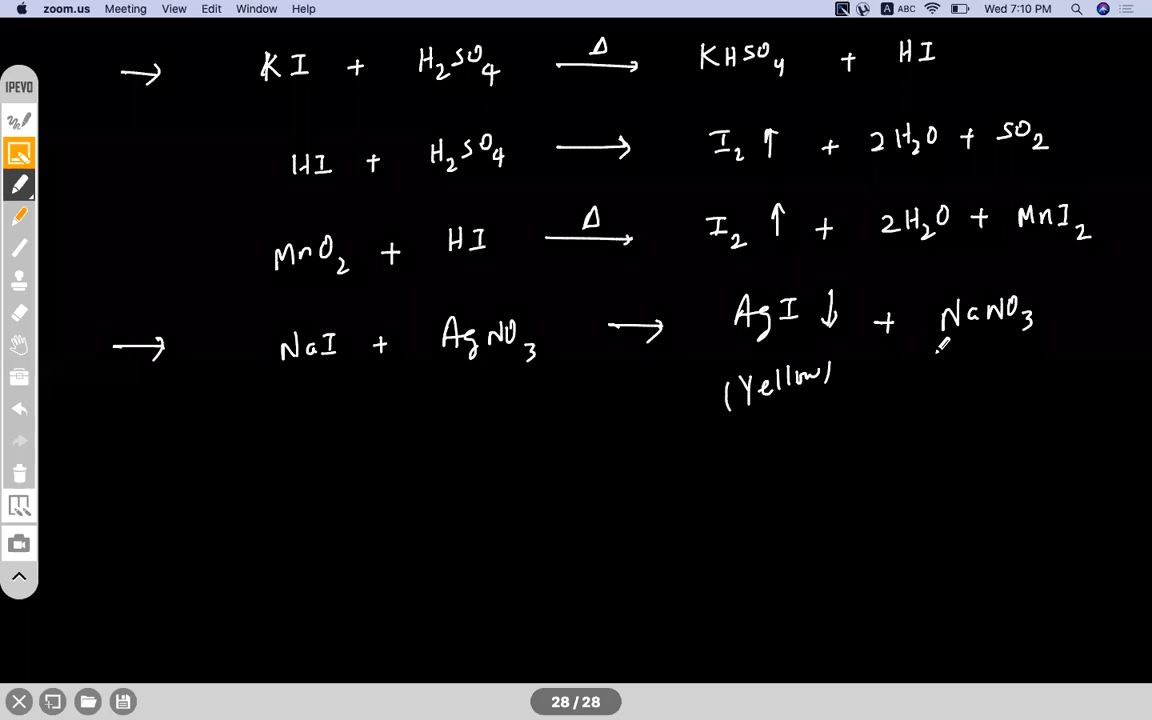 zoom.us Meeting View Edit Window Help A ABC Wed 7:10 PM
IPEVO
→ KI + H₂SO₄ —Δ→ KHSO₄ + HI
HI + H₂SO₄ → I₂ ↑ + 2H₂O + SO₂
MnO₂ + HI —Δ→ I₂ ↑ + 2H₂O + MnI₂
→ NaI + AgNO₃ → AgI ↓ + NaNO₃
(Yellow)
28 / 28